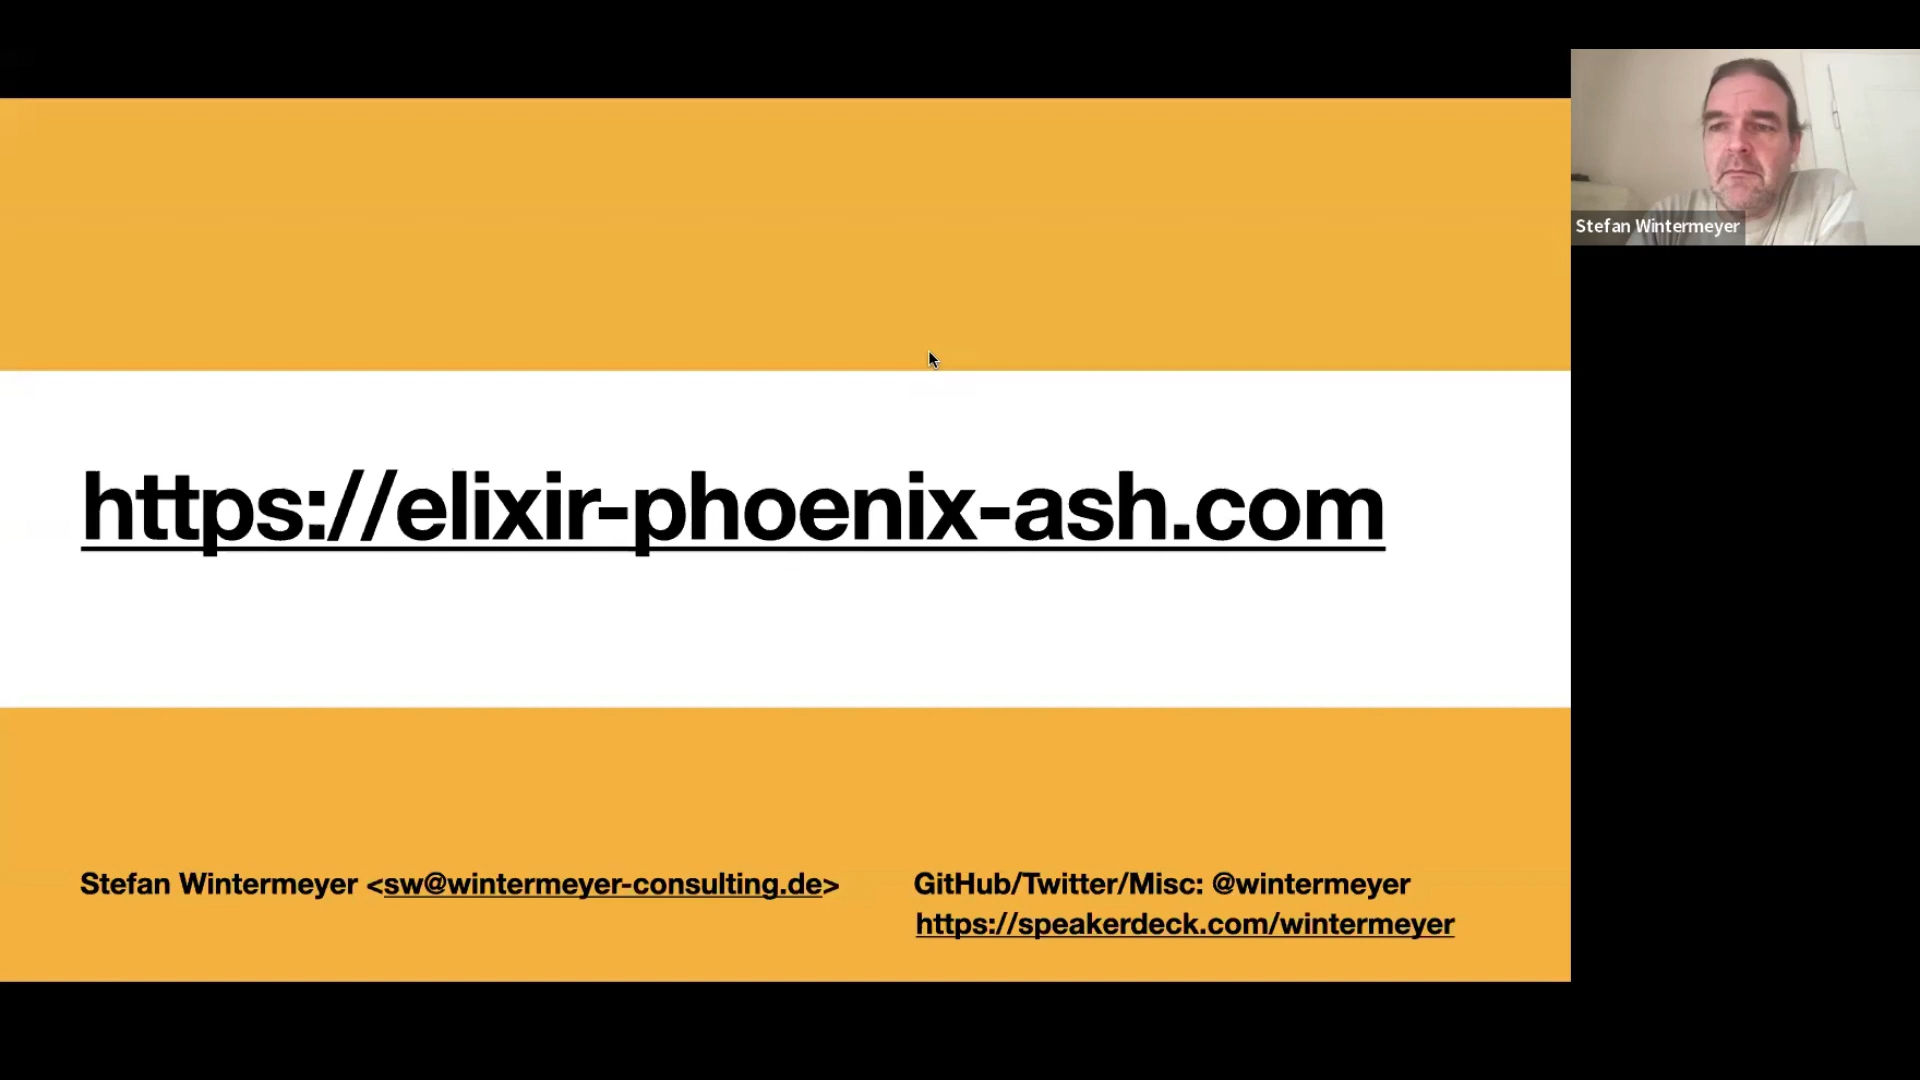 https://elixir-phoenix-ash.com
Stefan Wintermeyer <sw@wintermeyer-consulting.de>
GitHub/Twitter/Misc: @wintermeyer
https://speakerdeck.com/wintermeyer
Stefan Wintermeyer